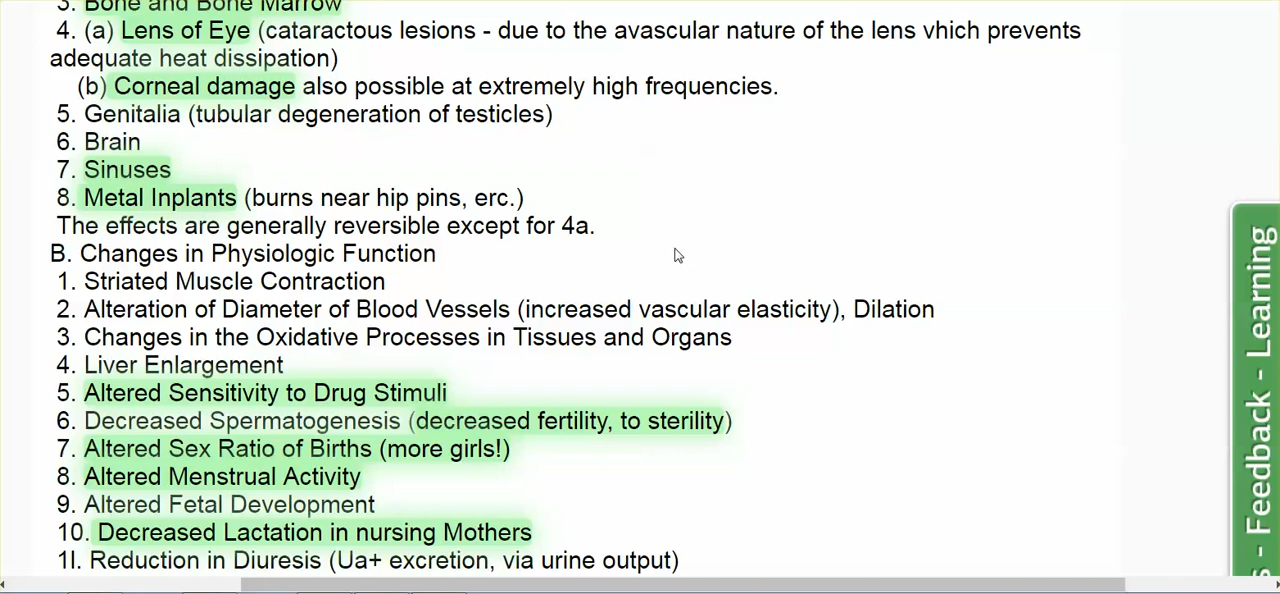 3. Bone and Bone Marrow
4. (a) Lens of Eye (cataractous lesions - due to the avascular nature of the lens vhich prevents
adequate heat dissipation)
(b) Corneal damage also possible at extremely high frequencies.
5. Genitalia (tubular degeneration of testicles)
6. Brain
7. Sinuses
8. Metal Inplants (burns near hip pins, erc.)
The effects are generally reversible except for 4a.
B. Changes in Physiologic Function
1. Striated Muscle Contraction
2. Alteration of Diameter of Blood Vessels (increased vascular elasticity), Dilation
3. Changes in the Oxidative Processes in Tissues and Organs
4. Liver Enlargement
5. Altered Sensitivity to Drug Stimuli
6. Decreased Spermatogenesis (decreased fertility, to sterility)
7. Altered Sex Ratio of Births (more girls!)
8. Altered Menstrual Activity
9. Altered Fetal Development
10. Decreased Lactation in nursing Mothers
1l. Reduction in Diuresis (Ua+ excretion, via urine output)
- Feedback - Learning